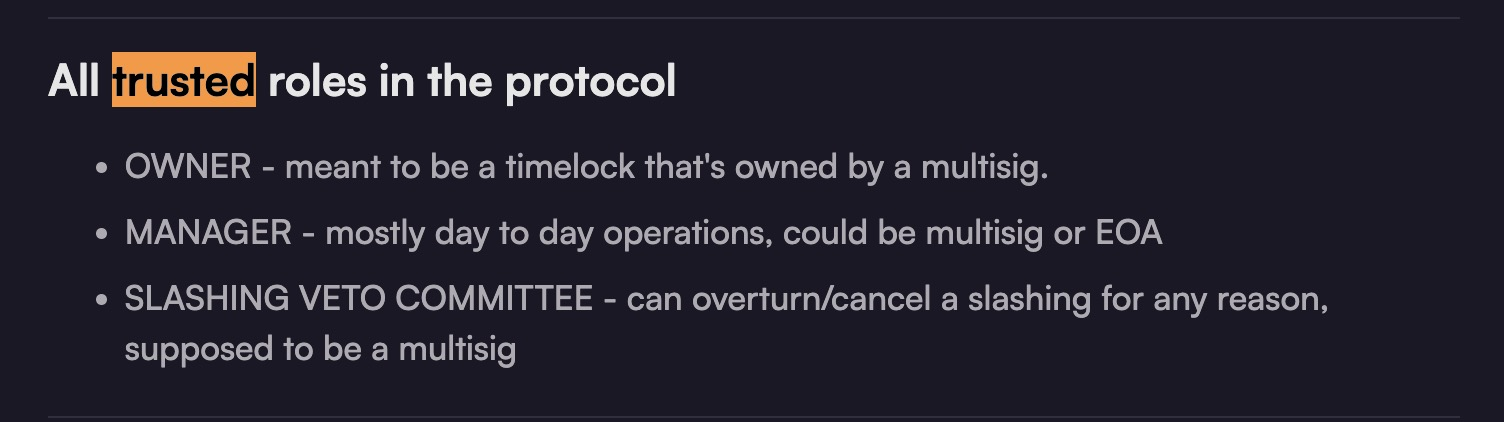 All trusted roles in the protocol
• OWNER - meant to be a timelock that's owned by a multisig.
• MANAGER - mostly day to day operations, could be multisig or EOA
• SLASHING VETO COMMITTEE - can overturn/cancel a slashing for any reason,
supposed to be a multisig